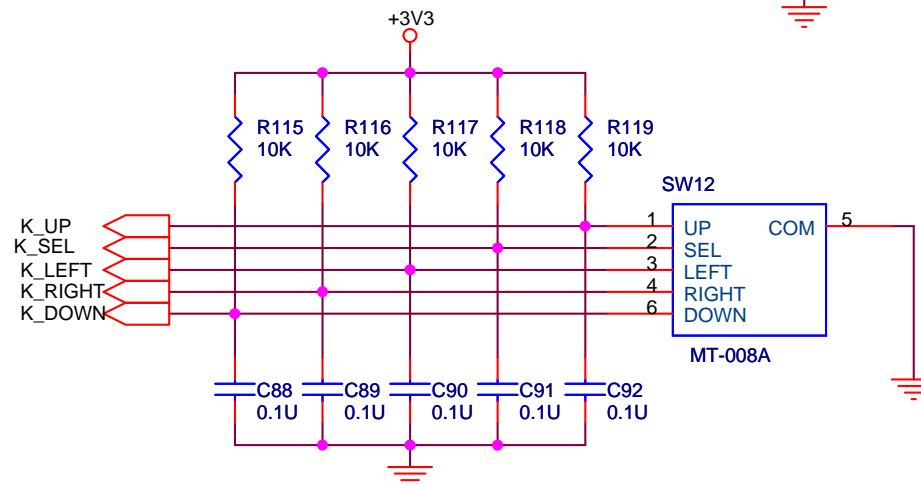 +3V3
R115 R116 R117 R118 R119
10K 10K 10K 10K 10K
SW12
K_UP 1 UP COM 5
K_SEL 2 SEL
K_LEFT 3 LEFT
K_RIGHT 4 RIGHT
K_DOWN 6 DOWN
MT-008A
C88 C89 C90 C91 C92
0.1U 0.1U 0.1U 0.1U 0.1U